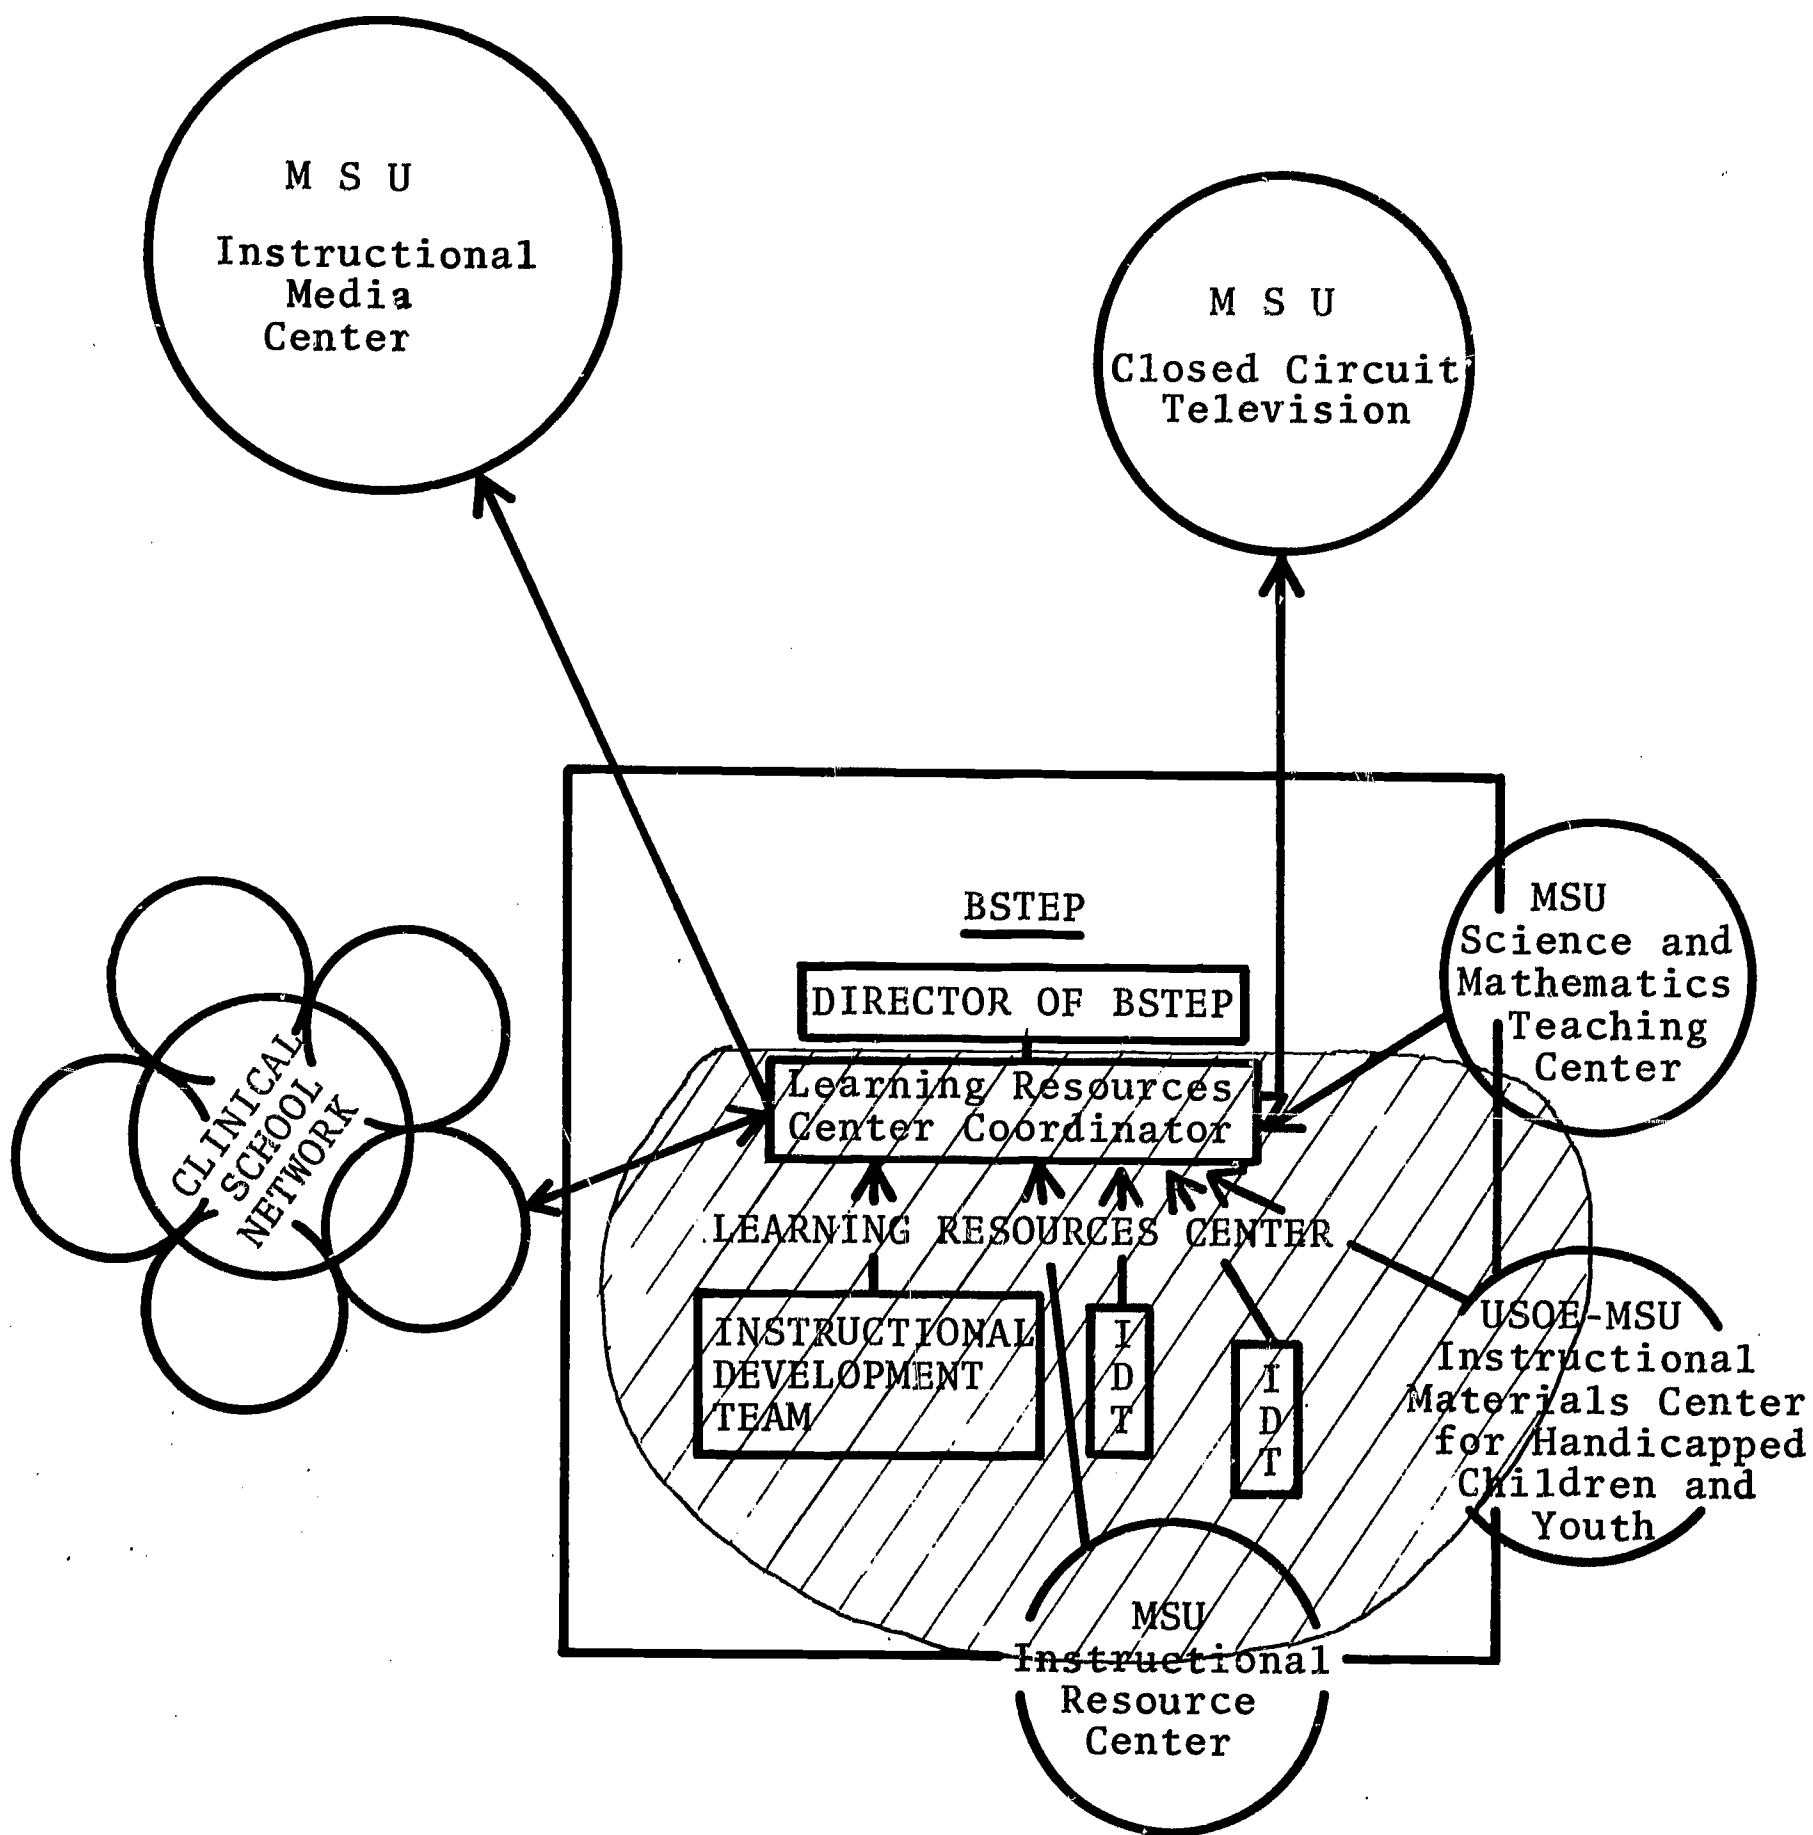 M S U
Instructional
Media
Center
M S U
Closed Circuit
Television
BSTEP
DIRECTOR OF BSTEP
Learning Resources
Center Coordinator
MSU
Science and
Mathematics
Teaching
Center
CLINICAL
SCHOOL
NETWORK
LEARNING RESOURCES CENTER
INSTRUCTIONAL
DEVELOPMENT
TEAM
I
D
T
I
D
T
USOE-MSU
Instructional
Materials Center
for Handicapped
Children and
Youth
MSU
Instructional
Resource
Center